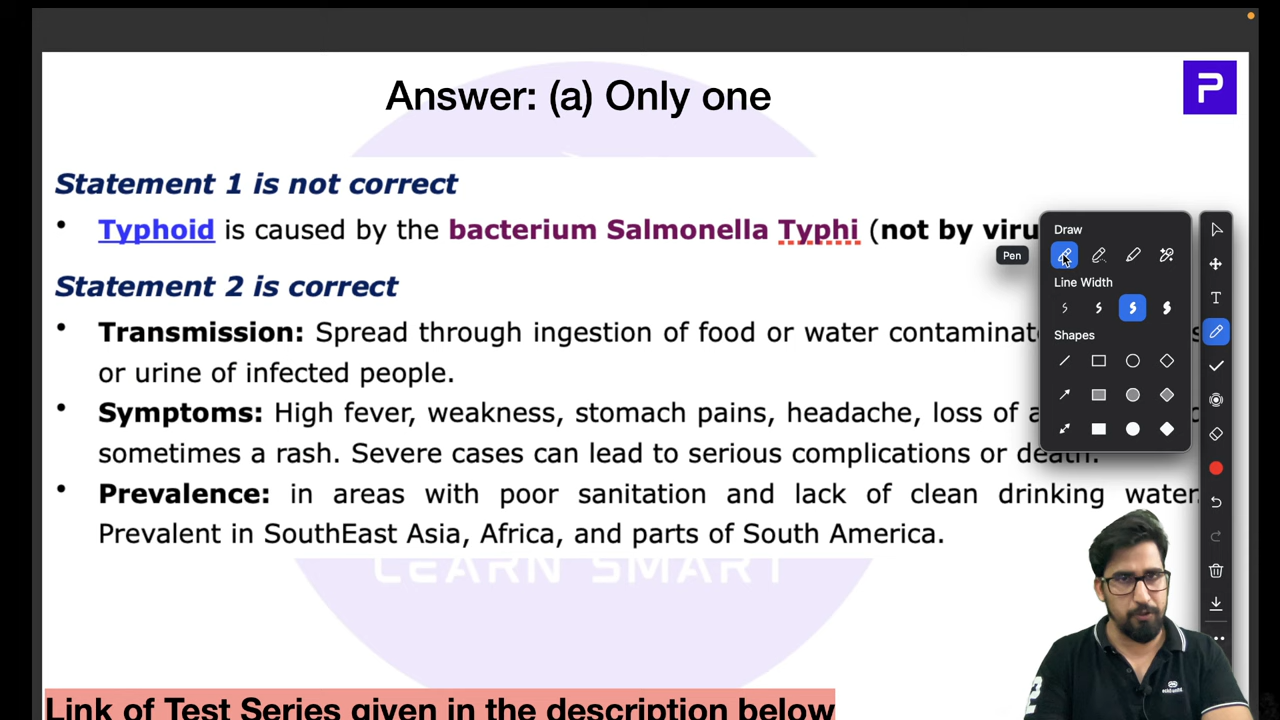 Answer: (a) Only one
P
Statement 1 is not correct
• Typhoid is caused by the bacterium Salmonella Typhi (not by viru
Draw
Pen
Line Width
Statement 2 is correct
Shapes
T
• Transmission: Spread through ingestion of food or water
or urine of infected people.
• Symptoms: High fever, weakness, stomach pains, headache, loss of
sometimes a rash. Severe cases can lead to serious complications or death.
• Prevalence: in areas with poor sanitation and lack of clean drinking water.
Prevalent in SouthEast Asia, Africa, and parts of South America.
LEARN SMART
Link of Test Series given in the description below